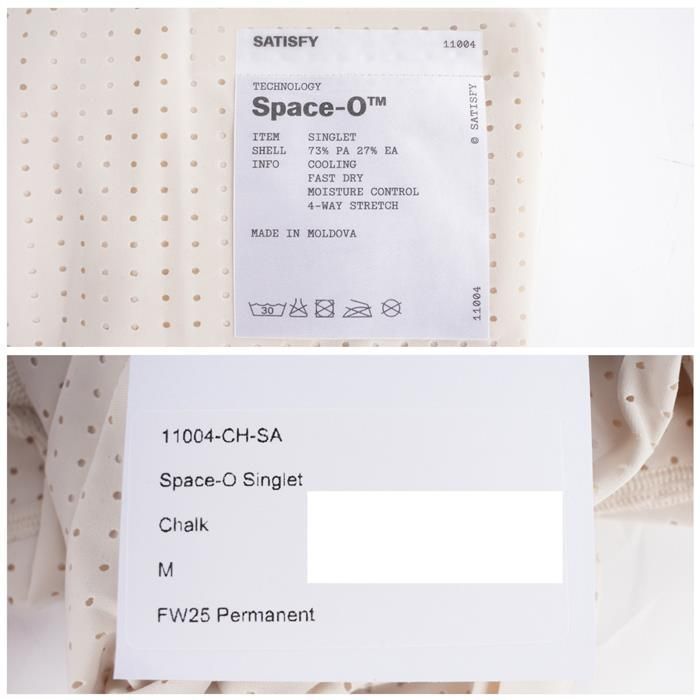 SATISFY 11004
TECHNOLOGY
Space-O™
ITEM SINGLET
SHELL 73% PA 27% EA
INFO COOLING
FAST DRY
MOISTURE CONTROL
4-WAY STRETCH
MADE IN MOLDOVA
30
© SATISFY
11004
11004-CH-SA
Space-O Singlet
Chalk
M
FW25 Permanent